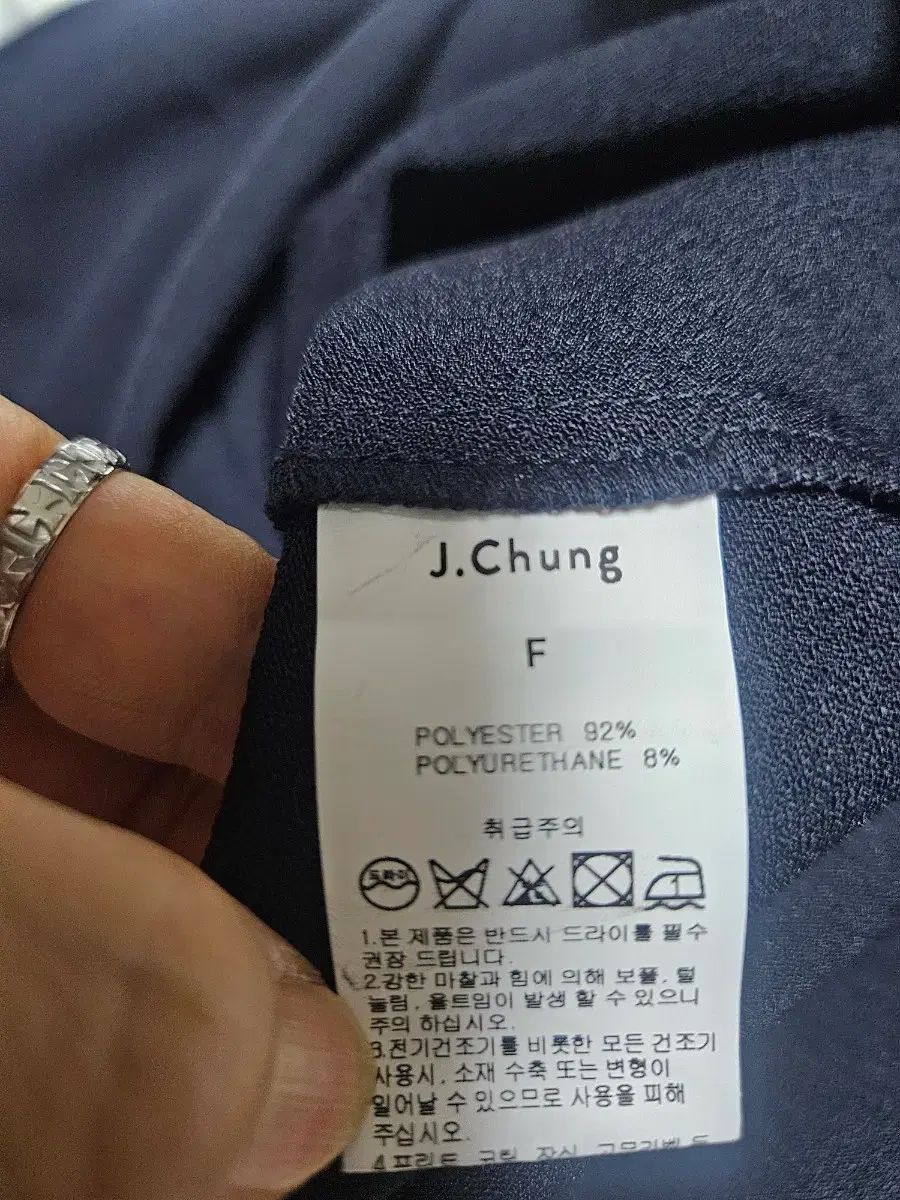 J.Chung
F
POLYESTER 92%
POLYURETHANE 8%
취급주의
드라이
1.본 제품은 반드시 드라이를 필수
권장 드립니다.
2.강한 마찰과 힘에 의해 보풀, 털
눌림, 올트임이 발생 할 수 있으니
주의 하십시오.
3.전기건조기를 비롯한 모든 건조기
사용시, 소재 수축 또는 변형이
일어날 수 있으므로 사용을 피해
주십시오.
4.프린트,